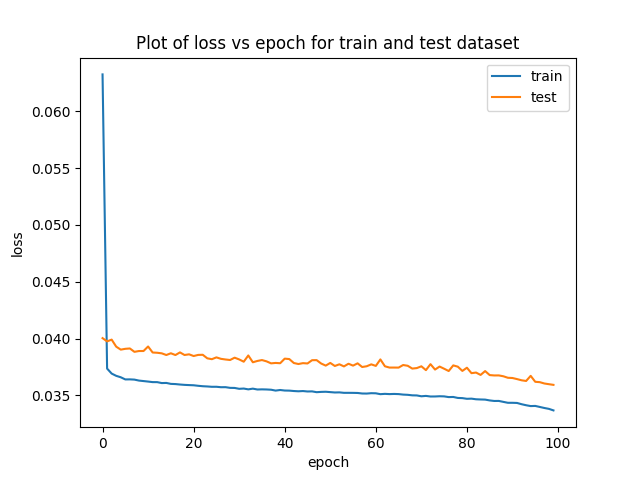 Plot of loss vs epoch for train and test dataset
train
test
0.060
0.055
0.050
0.045
0.040
0.035
loss
0 20 40 60 80 100
epoch